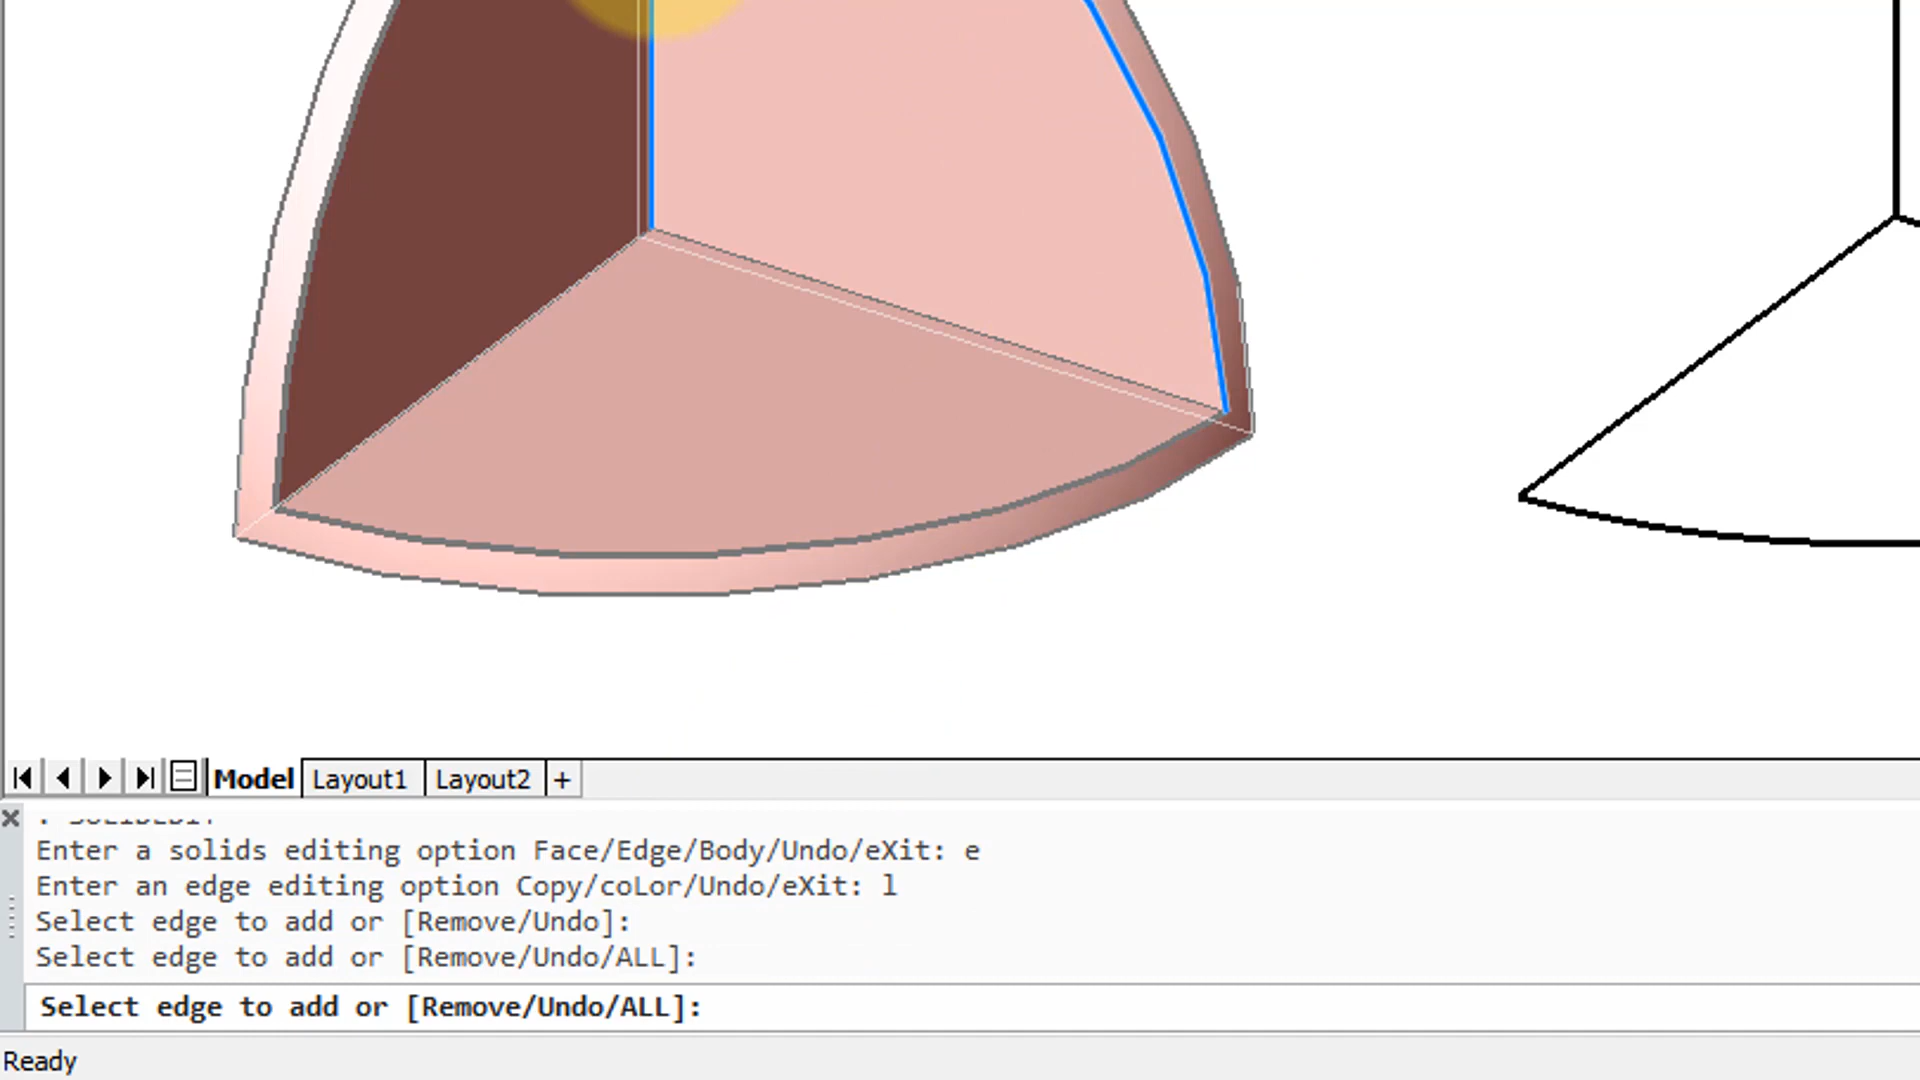 Model Layout1 Layout2 +
: SOLIDEDIT
Enter a solids editing option Face/Edge/Body/Undo/eXit: e
Enter an edge editing option Copy/coLor/Undo/eXit: l
Select edge to add or [Remove/Undo]:
Select edge to add or [Remove/Undo/ALL]:
Select edge to add or [Remove/Undo/ALL]:
Ready